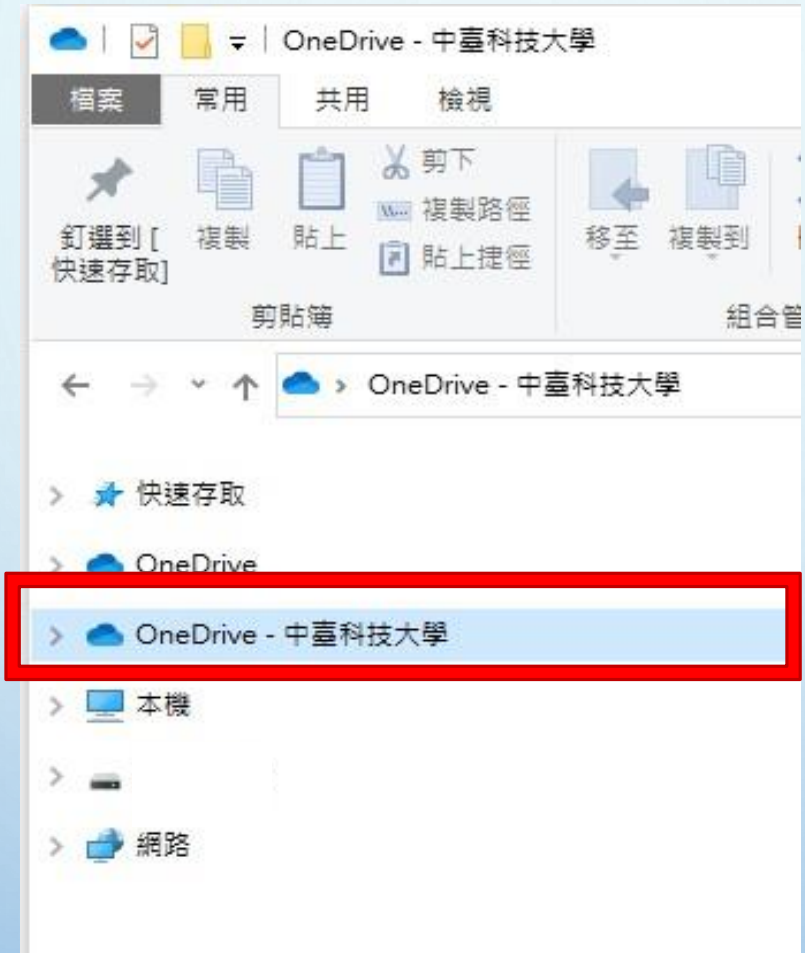 OneDrive - 中臺科技大學
檔案 常用 共用 檢視
釘選到 [
快速存取]
複製
貼上
剪下
複製路徑
貼上捷徑
移至
複製到
剪貼簿
組合管
OneDrive - 中臺科技大學
快速存取
OneDrive
OneDrive - 中臺科技大學
本機
網路